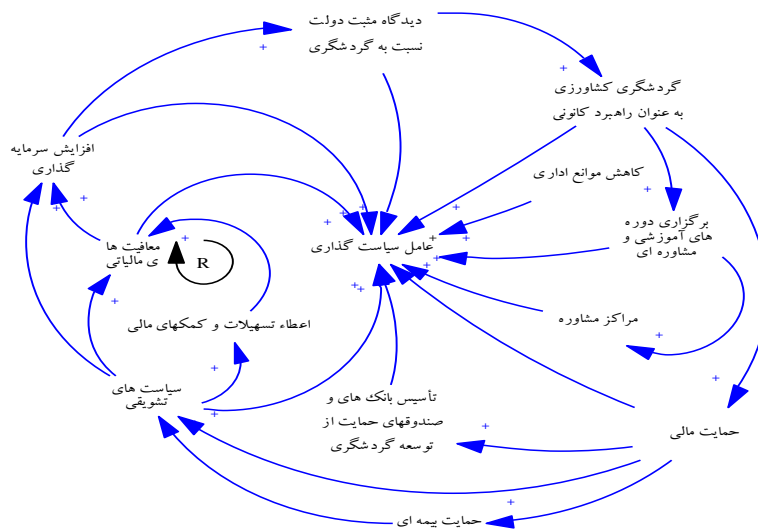 دیدگاه مثبت دولت
نسبت به گردشگری
گردشگری کشاورزی
به عنوان راهبرد کانونی
افزایش سرمایه
گذاری
کاهش موانع اداری
برگزاری دوره
های آموزشی و
مشاوره ای
عامل سیاست گذاری
معافیت ها
ی مالیاتی
R
مراکز مشاوره
اعطاء تسهیلات و کمکهای مالی
سیاست های
تشویقی
تأسیس بانک های و
صندوقهای حمایت از
توسعه گردشگری
حمایت مالی
حمایت بیمه ای